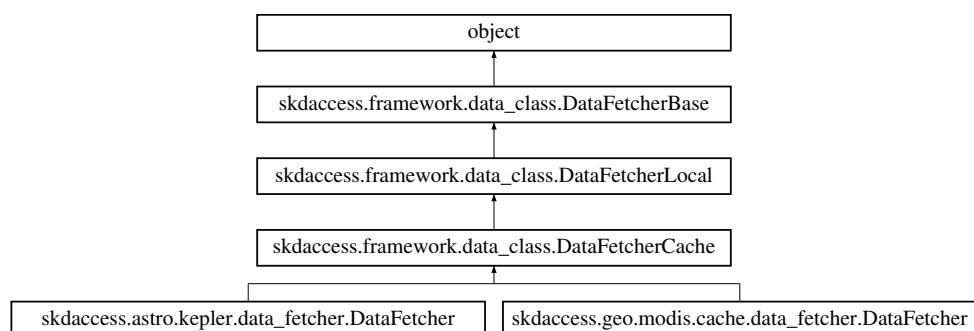 object
skdaccess.framework.data_class.DataFetcherBase
skdaccess.framework.data_class.DataFetcherLocal
skdaccess.framework.data_class.DataFetcherCache
skdaccess.astro.kepler.data_fetcher.DataFetcher
skdaccess.geo.modis.cache.data_fetcher.DataFetcher